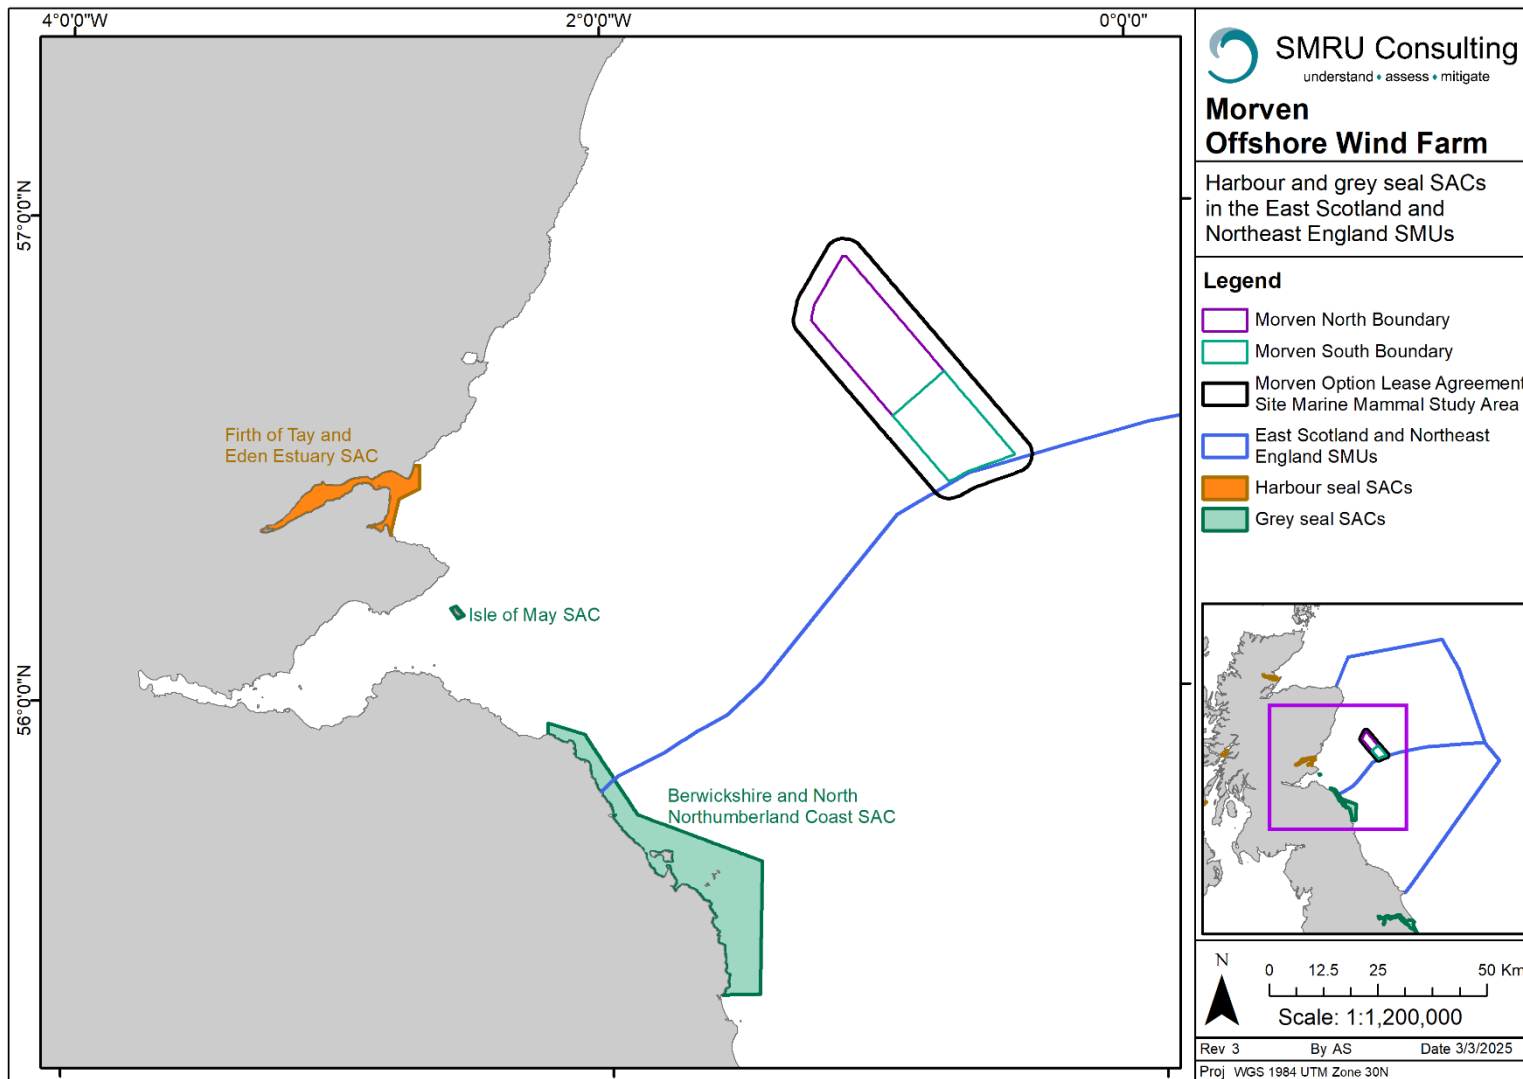 4°0'0"W
2°0'0"W
0°0'0"
57°0'0"N
56°0'0"N
Firth of Tay and
Eden Estuary SAC
Isle of May SAC
Berwickshire and North
Northumberland Coast SAC
SMRU Consulting
understand • assess • mitigate
Morven
Offshore Wind Farm
Harbour and grey seal SACs
in the East Scotland and
Northeast England SMUs
Legend
Morven North Boundary
Morven South Boundary
Morven Option Lease Agreement
Site Marine Mammal Study Area
East Scotland and Northeast
England SMUs
Harbour seal SACs
Grey seal SACs
N
0 12.5 25 50 Km
Scale: 1:1,200,000
Rev 3 By AS Date 3/3/2025
Proj WGS 1984 UTM Zone 30N